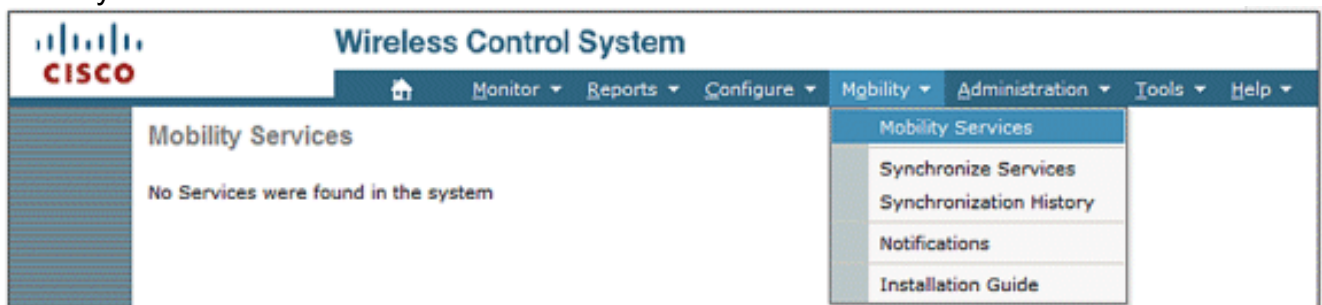 CISCO
Wireless Control System
Monitor Reports Configure Mobility Administration Tools Help
Mobility Services
No Services were found in the system
Mobility Services
Synchronize Services
Synchronization History
Notifications
Installation Guide